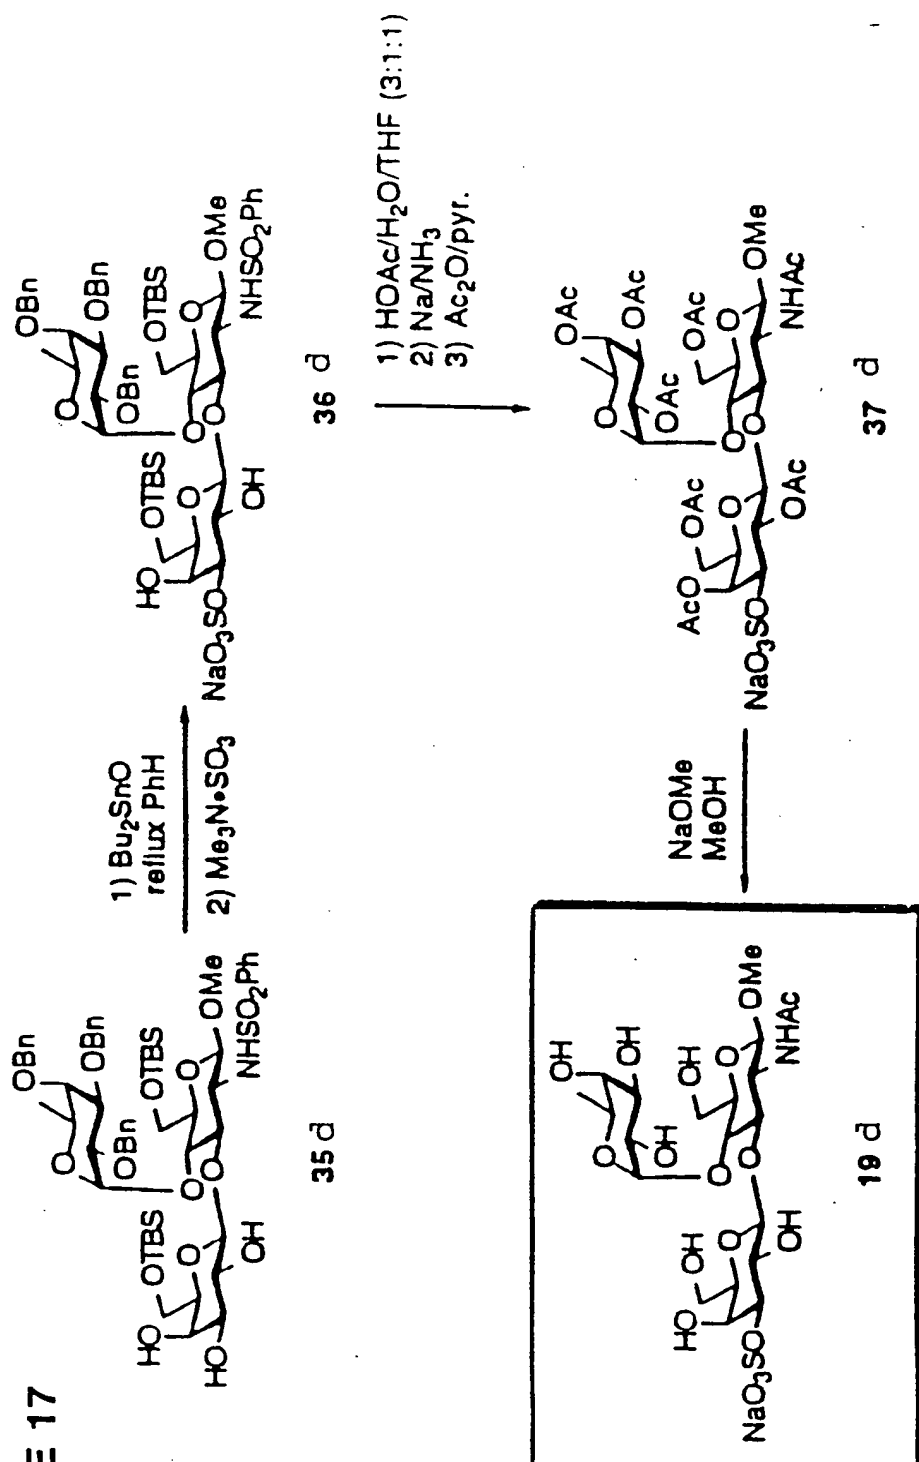 E 17
HO
OTBS
O
HO
OH
O
O
O
OBn
OBn
OBn
OTBS
O
OMe
NHSO2Ph
35 d
1) Bu2SnO
reflux PhH
2) Me3N•SO3
HO
OTBS
O
NaO3SO
OH
O
O
O
OBn
OBn
OBn
OTBS
O
OMe
NHSO2Ph
36 d
1) HOAc/H2O/THF (3:1:1)
2) Na/NH3
3) Ac2O/pyr.
AcO
OAc
O
NaO3SO
OAc
O
O
O
OAc
OAc
OAc
OAc
O
OMe
NHAc
37 d
NaOMe
MeOH
HO
OH
O
NaO3SO
OH
O
O
O
OH
OH
OH
OH
O
OMe
NHAc
19 d